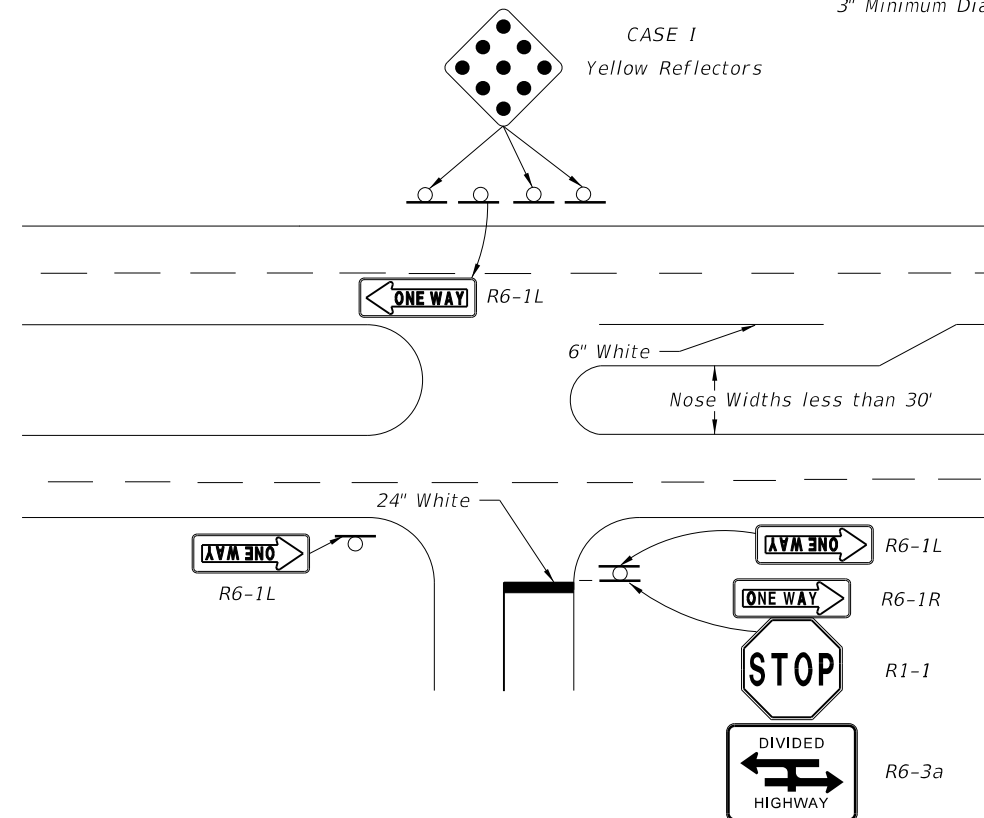 3" Minimum Dia
CASE I
Yellow Reflectors
ONE WAY
R6-1L
6" White
Nose Widths less than 30'
24" White
ONE WAY
R6-1L
ONE WAY
R6-1L
ONE WAY
R6-1R
STOP
R1-1
DIVIDED
HIGHWAY
R6-3a